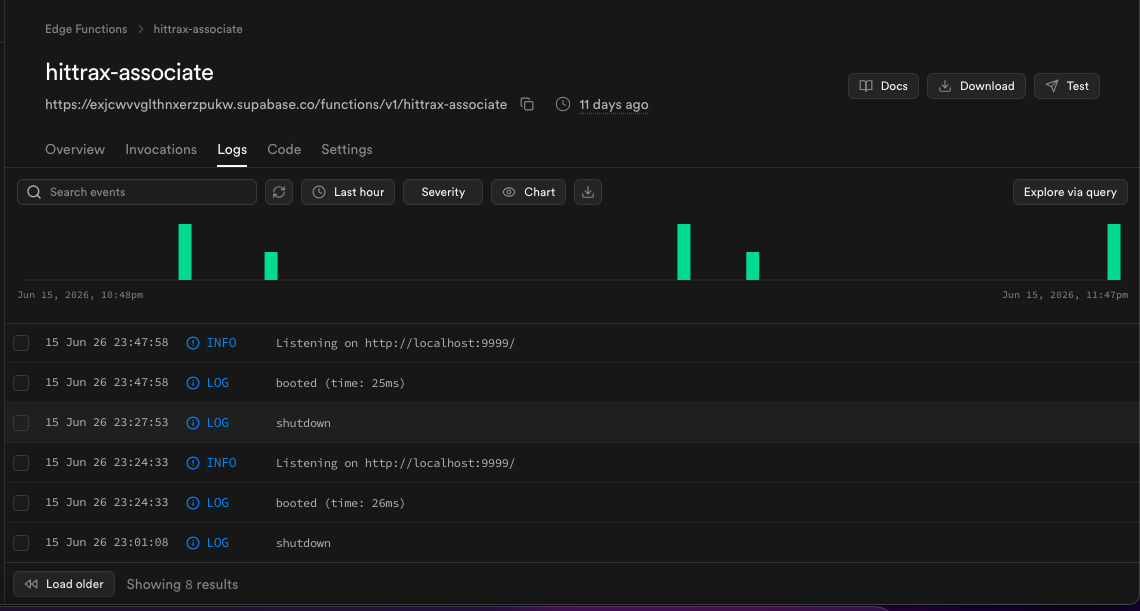 Edge Functions > hittrax-associate
hittrax-associate
Docs Download Test
https://exjcwvvglthnxerzpukw.supabase.co/functions/v1/hittrax-associate 11 days ago
Overview Invocations Logs Code Settings
Search events Last hour Severity Chart Explore via query
Jun 15, 2026, 10:48pm Jun 15, 2026, 11:47pm
15 Jun 26 23:47:58 INFO Listening on http://localhost:9999/
15 Jun 26 23:47:58 LOG booted (time: 25ms)
15 Jun 26 23:27:53 LOG shutdown
15 Jun 26 23:24:33 INFO Listening on http://localhost:9999/
15 Jun 26 23:24:33 LOG booted (time: 26ms)
15 Jun 26 23:01:08 LOG shutdown
Load older Showing 8 results